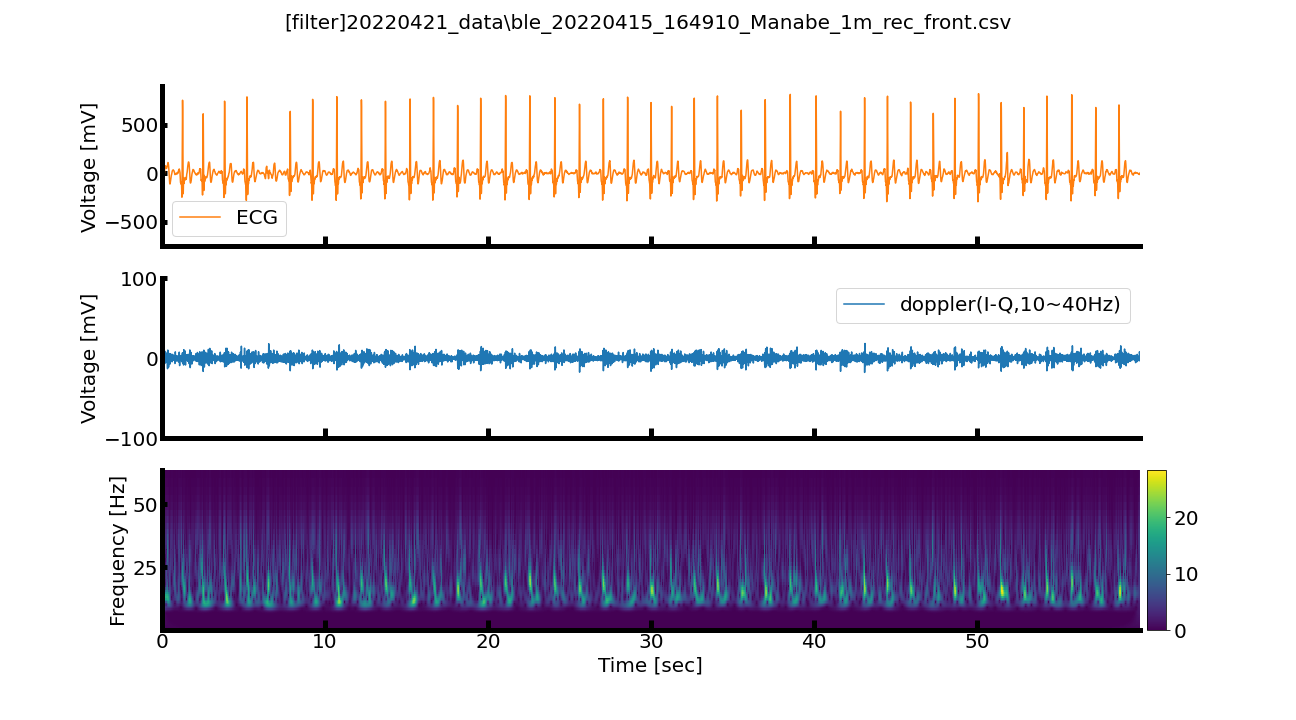 [filter]20220421_data\ble_20220415_164910_Manabe_1m_rec_front.csv
Voltage [mV]
500
0
−500
ECG
Voltage [mV]
100
0
−100
doppler(I-Q,10~40Hz)
Frequency [Hz]
50
25
20
10
0
0 10 20 30 40 50
Time [sec]